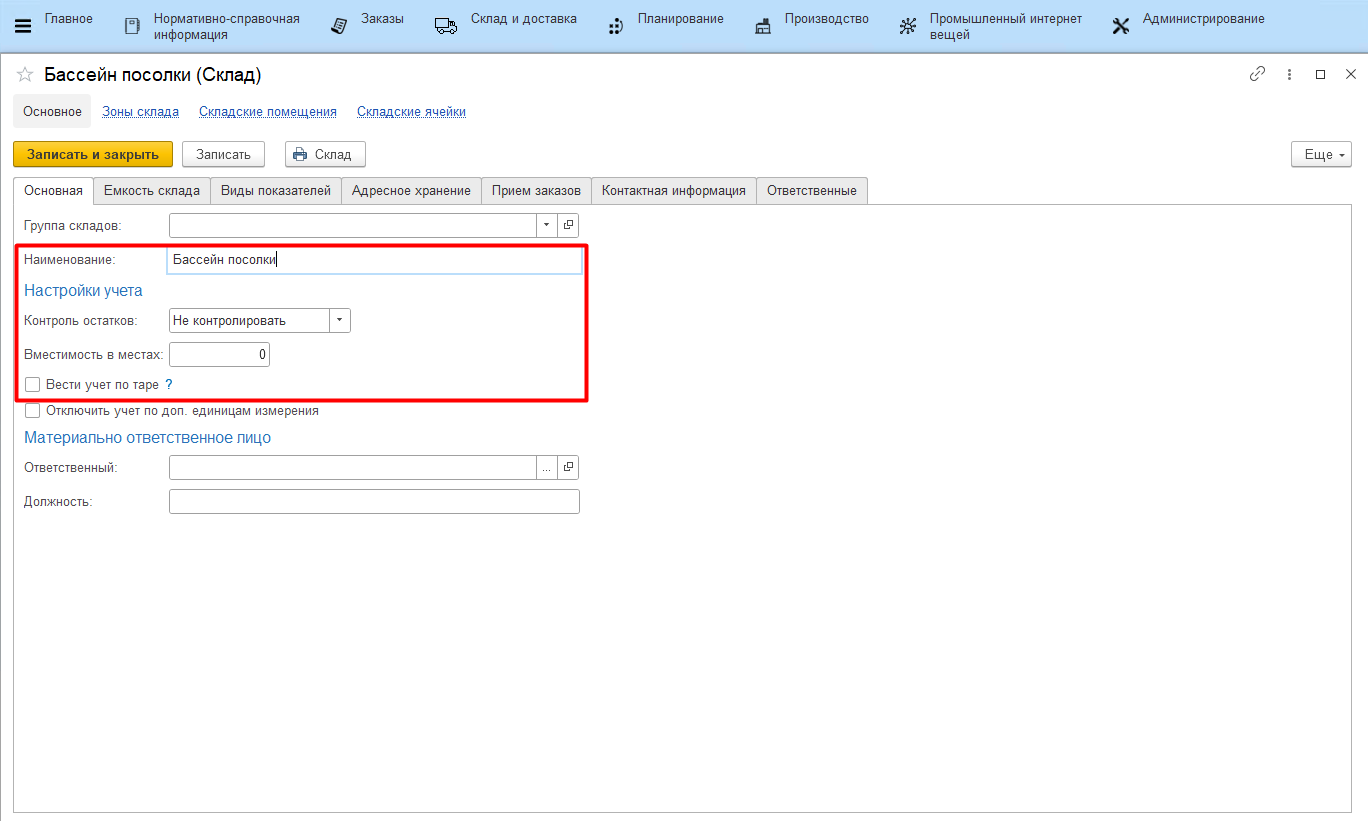 Главное
Нормативно-справочная
информация
Заказы
Склад и доставка
Планирование
Производство
Промышленный интернет
вещей
Администрирование
Бассейн посолки (Склад)
Основное Зоны склада Складские помещения Складские ячейки
Записать и закрыть Записать Склад Еще
Основная Емкость склада Виды показателей Адресное хранение Прием заказов Контактная информация Ответственные
Группа складов:
Наименование: Бассейн посолки
Настройки учета
Контроль остатков: Не контролировать
Вместимость в местах: 0
Вести учет по таре ?
Отключить учет по доп. единицам измерения
Материально ответственное лицо
Ответственный: ...
Должность: